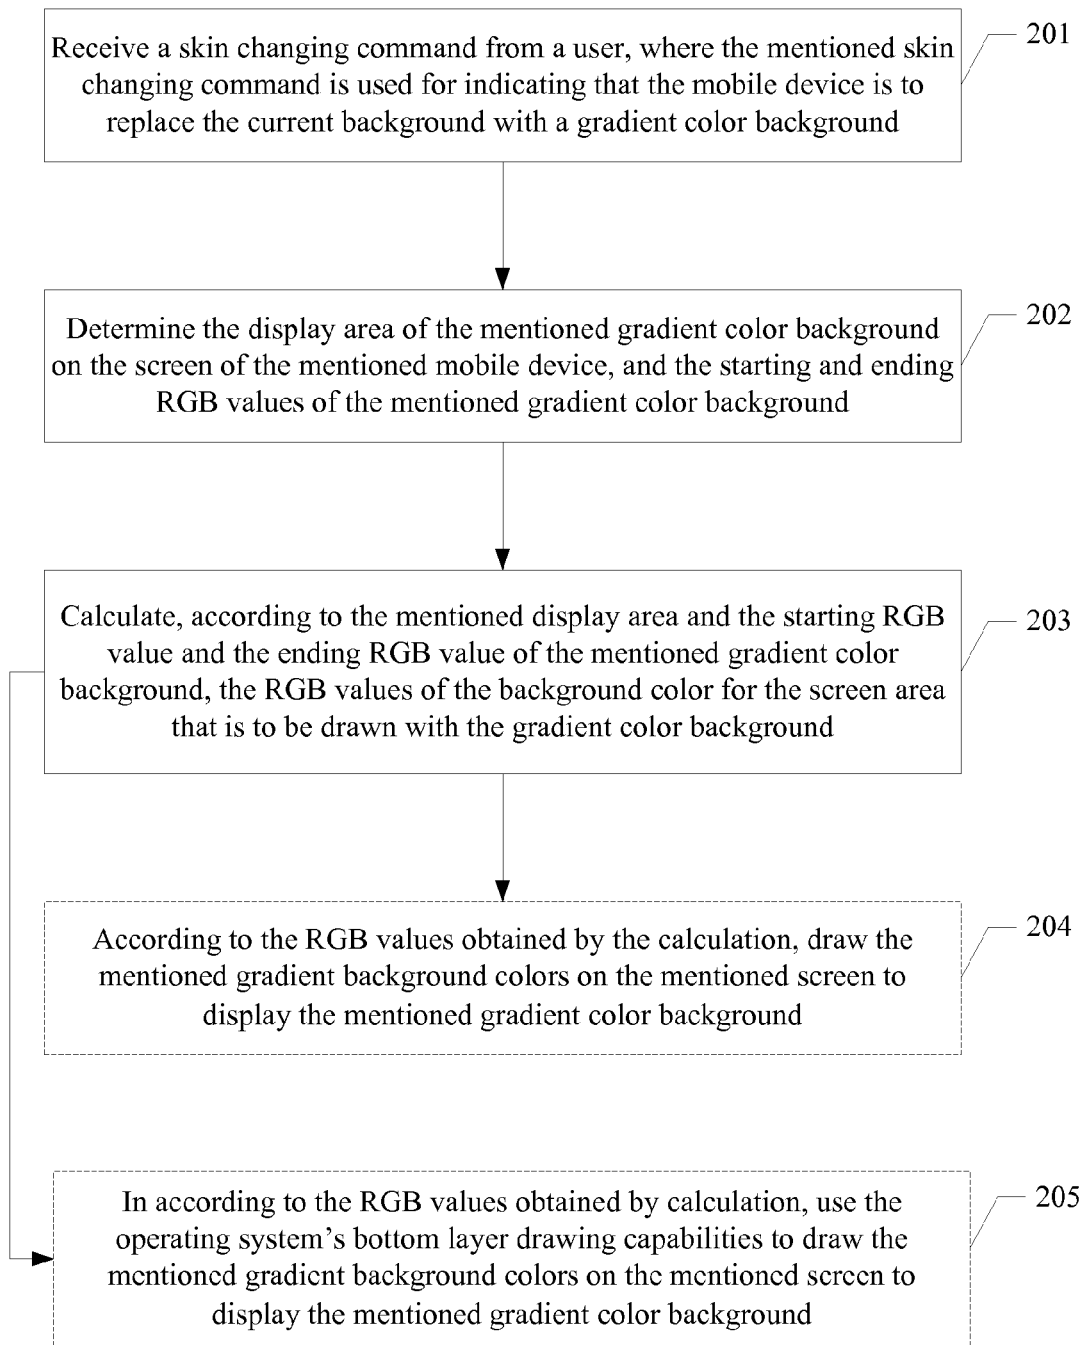 Receive a skin changing command from a user, where the mentioned skin
changing command is used for indicating that the mobile device is to
replace the current background with a gradient color background
201
Determine the display area of the mentioned gradient color background
on the screen of the mentioned mobile device, and the starting and ending
RGB values of the mentioned gradient color background
202
Calculate, according to the mentioned display area and the starting RGB
value and the ending RGB value of the mentioned gradient color
background, the RGB values of the background color for the screen area
that is to be drawn with the gradient color background
203
According to the RGB values obtained by the calculation, draw the
mentioned gradient background colors on the mentioned screen to
display the mentioned gradient color background
204
In according to the RGB values obtained by calculation, use the
operating system's bottom layer drawing capabilities to draw the
mentioned gradient background colors on the mentioned screen to
display the mentioned gradient color background
205